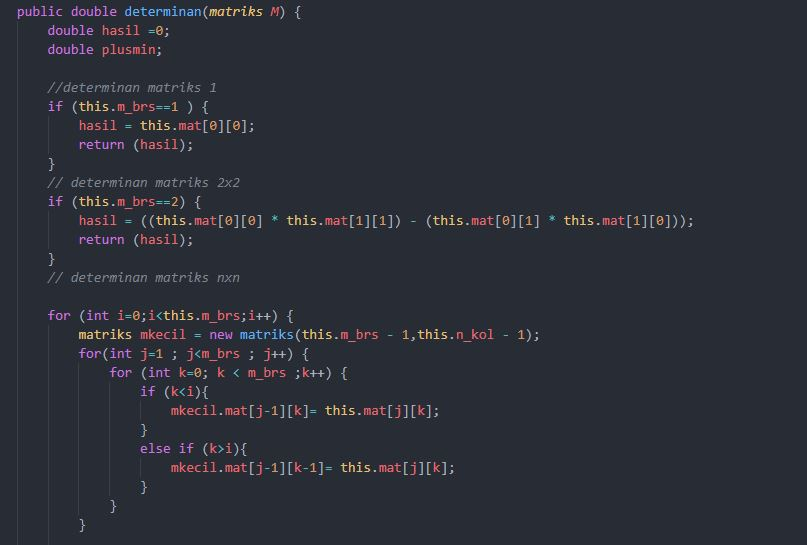 public double determinan(matriks M) {
    double hasil =0;
    double plusmin;

    //determinan matriks 1
    if (this.m_brs==1 ) {
        hasil = this.mat[0][0];
        return (hasil);
    }
    // determinan matriks 2x2
    if (this.m_brs==2) {
        hasil = ((this.mat[0][0] * this.mat[1][1]) - (this.mat[0][1] * this.mat[1][0]));
        return (hasil);
    }
    // determinan matriks nxn

    for (int i=0;i<this.m_brs;i++) {
        matriks mkecil = new matriks(this.m_brs - 1,this.n_kol - 1);
        for(int j=1 ; j<m_brs ; j++) {
            for (int k=0; k < m_brs ;k++) {
                if (k<i){
                    mkecil.mat[j-1][k]= this.mat[j][k];
                }
                else if (k>i){
                    mkecil.mat[j-1][k-1]= this.mat[j][k];
                }
            }
        }